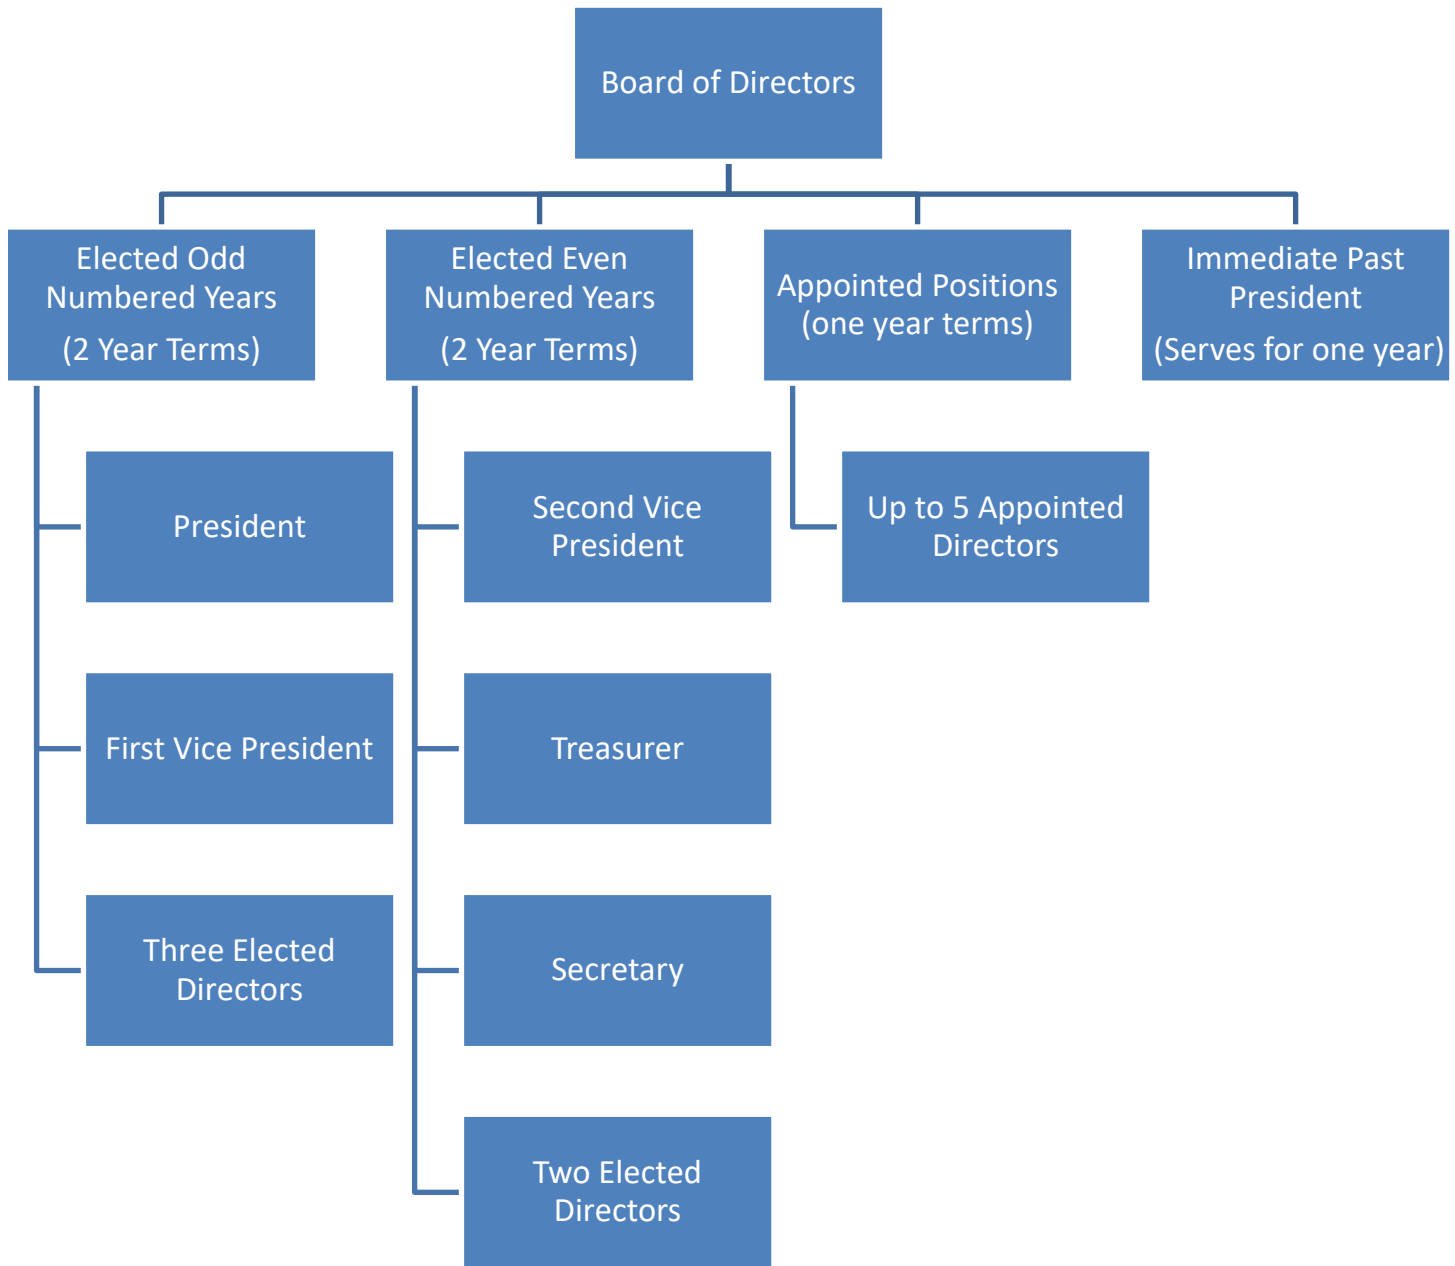 Board of Directors
Elected Odd
Numbered Years
(2 Year Terms)
Elected Even
Numbered Years
(2 Year Terms)
Appointed Positions
(one year terms)
Immediate Past
President
(Serves for one year)
President
Second Vice
President
Up to 5 Appointed
Directors
First Vice President
Treasurer
Three Elected
Directors
Secretary
Two Elected
Directors